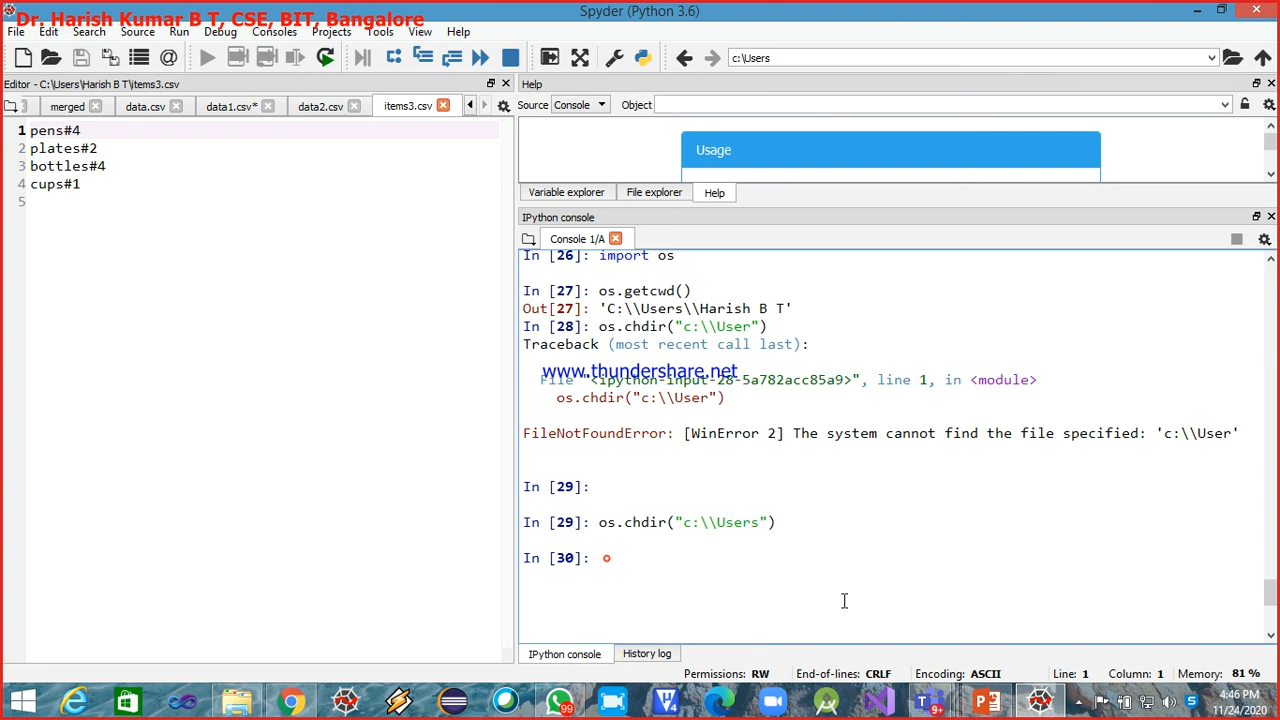 Dr. Harish Kumar B T, CSE, BIT, Bangalore
Spyder (Python 3.6)
File Edit Search Source Run Debug Consoles Projects Tools View Help
c:\Users
Editor - C:\Users\Harish B T\items3.csv
merged data.csv data1.csv* data2.csv items3.csv
1 pens#4
2 plates#2
3 bottles#4
4 cups#1
5
Help
Source Console Object
Usage
Variable explorer File explorer Help
IPython console
Console 1/A
In [26]: import os
In [27]: os.getcwd()
Out[27]: 'C:\\Users\\Harish B T'
In [28]: os.chdir("c:\\User")
Traceback (most recent call last):
www.thundershare.net
File "<ipython-input-28-5a782acc85a9>", line 1, in <module>
os.chdir("c:\\User")
FileNotFoundError: [WinError 2] The system cannot find the file specified: 'c:\\User'
In [29]:
In [29]: os.chdir("c:\\Users")
In [30]: o
IPython console History log
Permissions: RW End-of-lines: CRLF Encoding: ASCII Line: 1 Column: 1 Memory: 81 %
99
9+
4:46 PM
11/24/2020